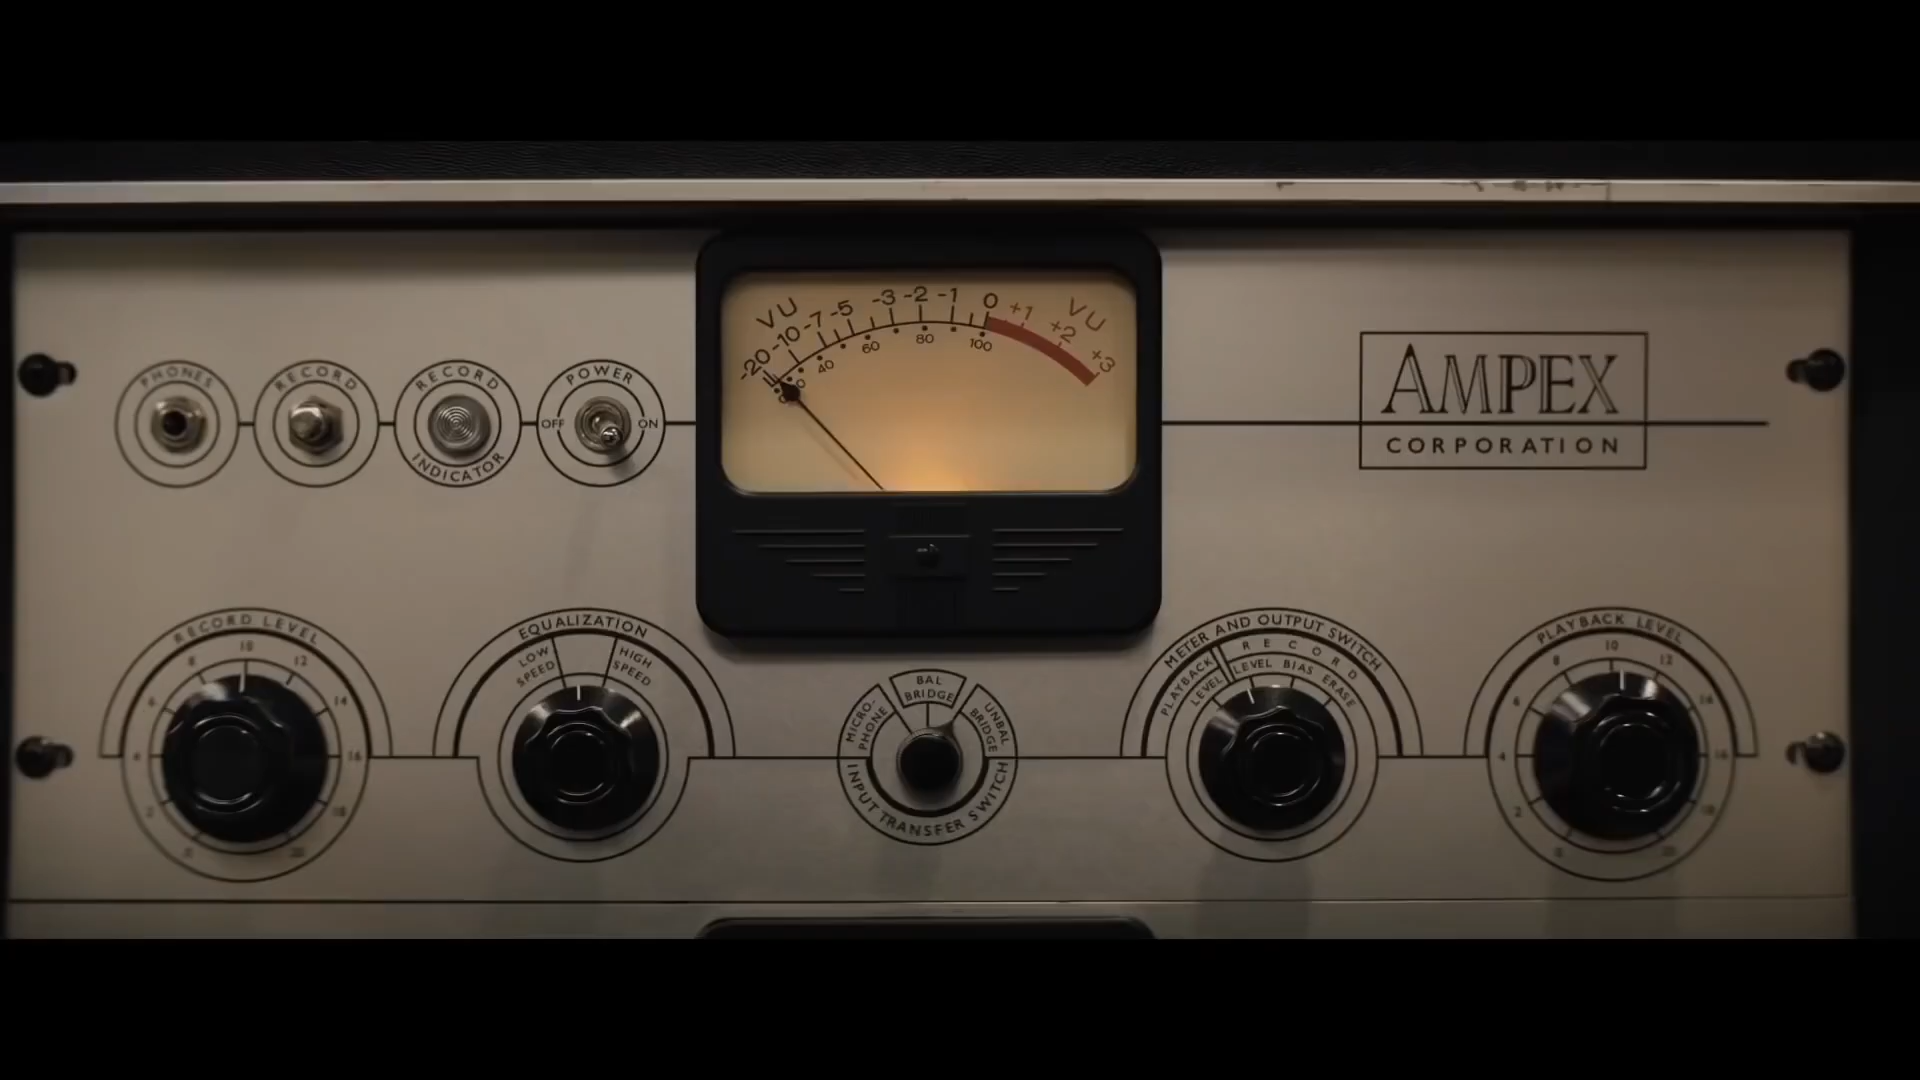 PHONES
RECORD
RECORD
INDICATOR
POWER
OFF
ON
VU
-20
-10
-7
-5
-3
-2
-1
0
+1
+2
+3
VU
40
60
80
100
AMPEX
CORPORATION
RECORD LEVEL
0
2
4
6
8
10
12
14
16
18
20
EQUALIZATION
LOW
SPEED
HIGH
SPEED
MICRO-
PHONE
BAL
BRIDGE
UNBAL
BRIDGE
INPUT TRANSFER SWITCH
METER AND OUTPUT SWITCH
PLAYBACK
LEVEL
RECORD
LEVEL BIAS ERASE
PLAYBACK LEVEL
0
2
4
6
8
10
12
14
16
18
20